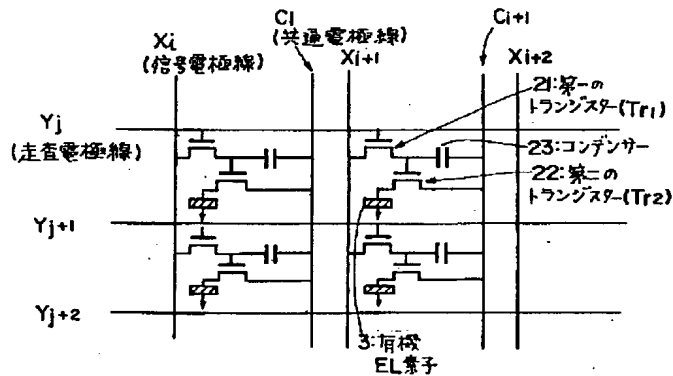 Ci
(共通電極線)
Ci+1
Xi
(信号電極線)
Xi+1
Xi+2
21:第一の
トランジスター(Tr1)
Yj
(走査電極線)
23:コンデンサー
22:第二の
トランジスター(Tr2)
Yj+1
Yj+2
3:有機
EL素子